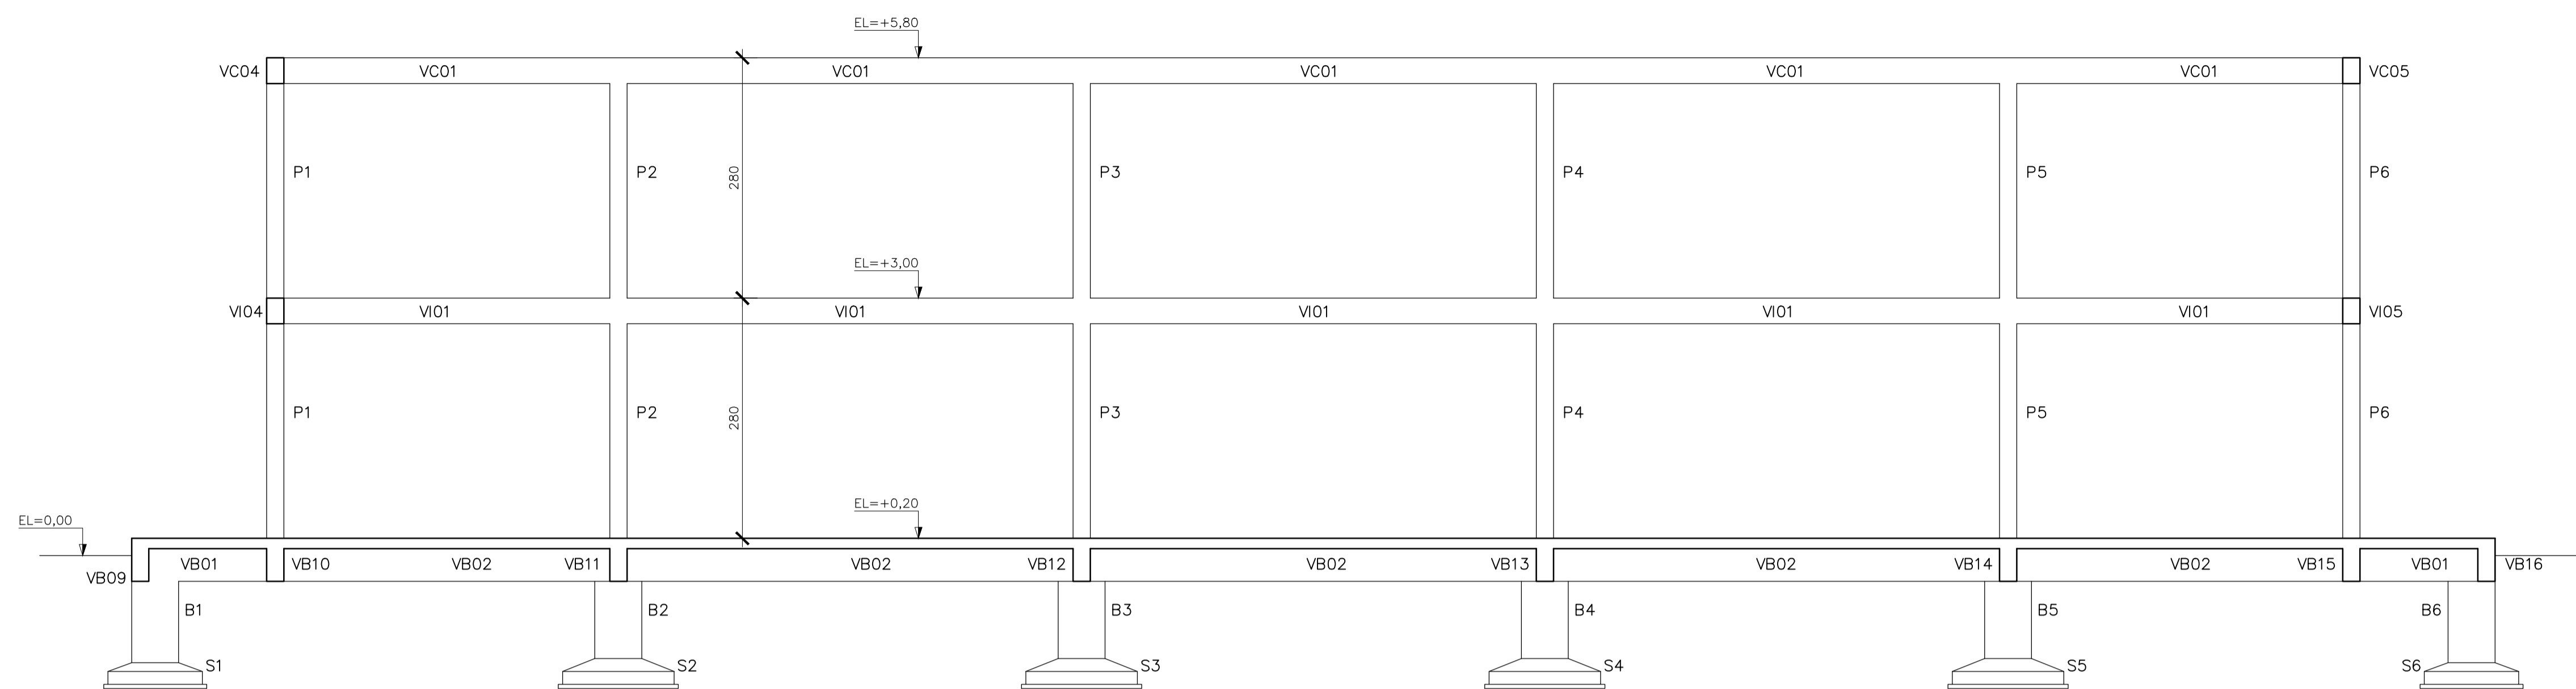 EL=+5,80
VC04 VC01 VC01 VC01 VC01 VC01 VC05
P1 P2 280 P3 P4 P5 P6
EL=+3,00
VI04 VI01 VI01 VI01 VI01 VI01 VI05
P1 P2 280 P3 P4 P5 P6
EL=+0,20
EL=0,00
VB09 VB01 VB10 VB02 VB11 VB02 VB12 VB02 VB13 VB02 VB14 VB02 VB15 VB01 VB16
B1 B2 B3 B4 B5 B6
S1 S2 S3 S4 S5 S6